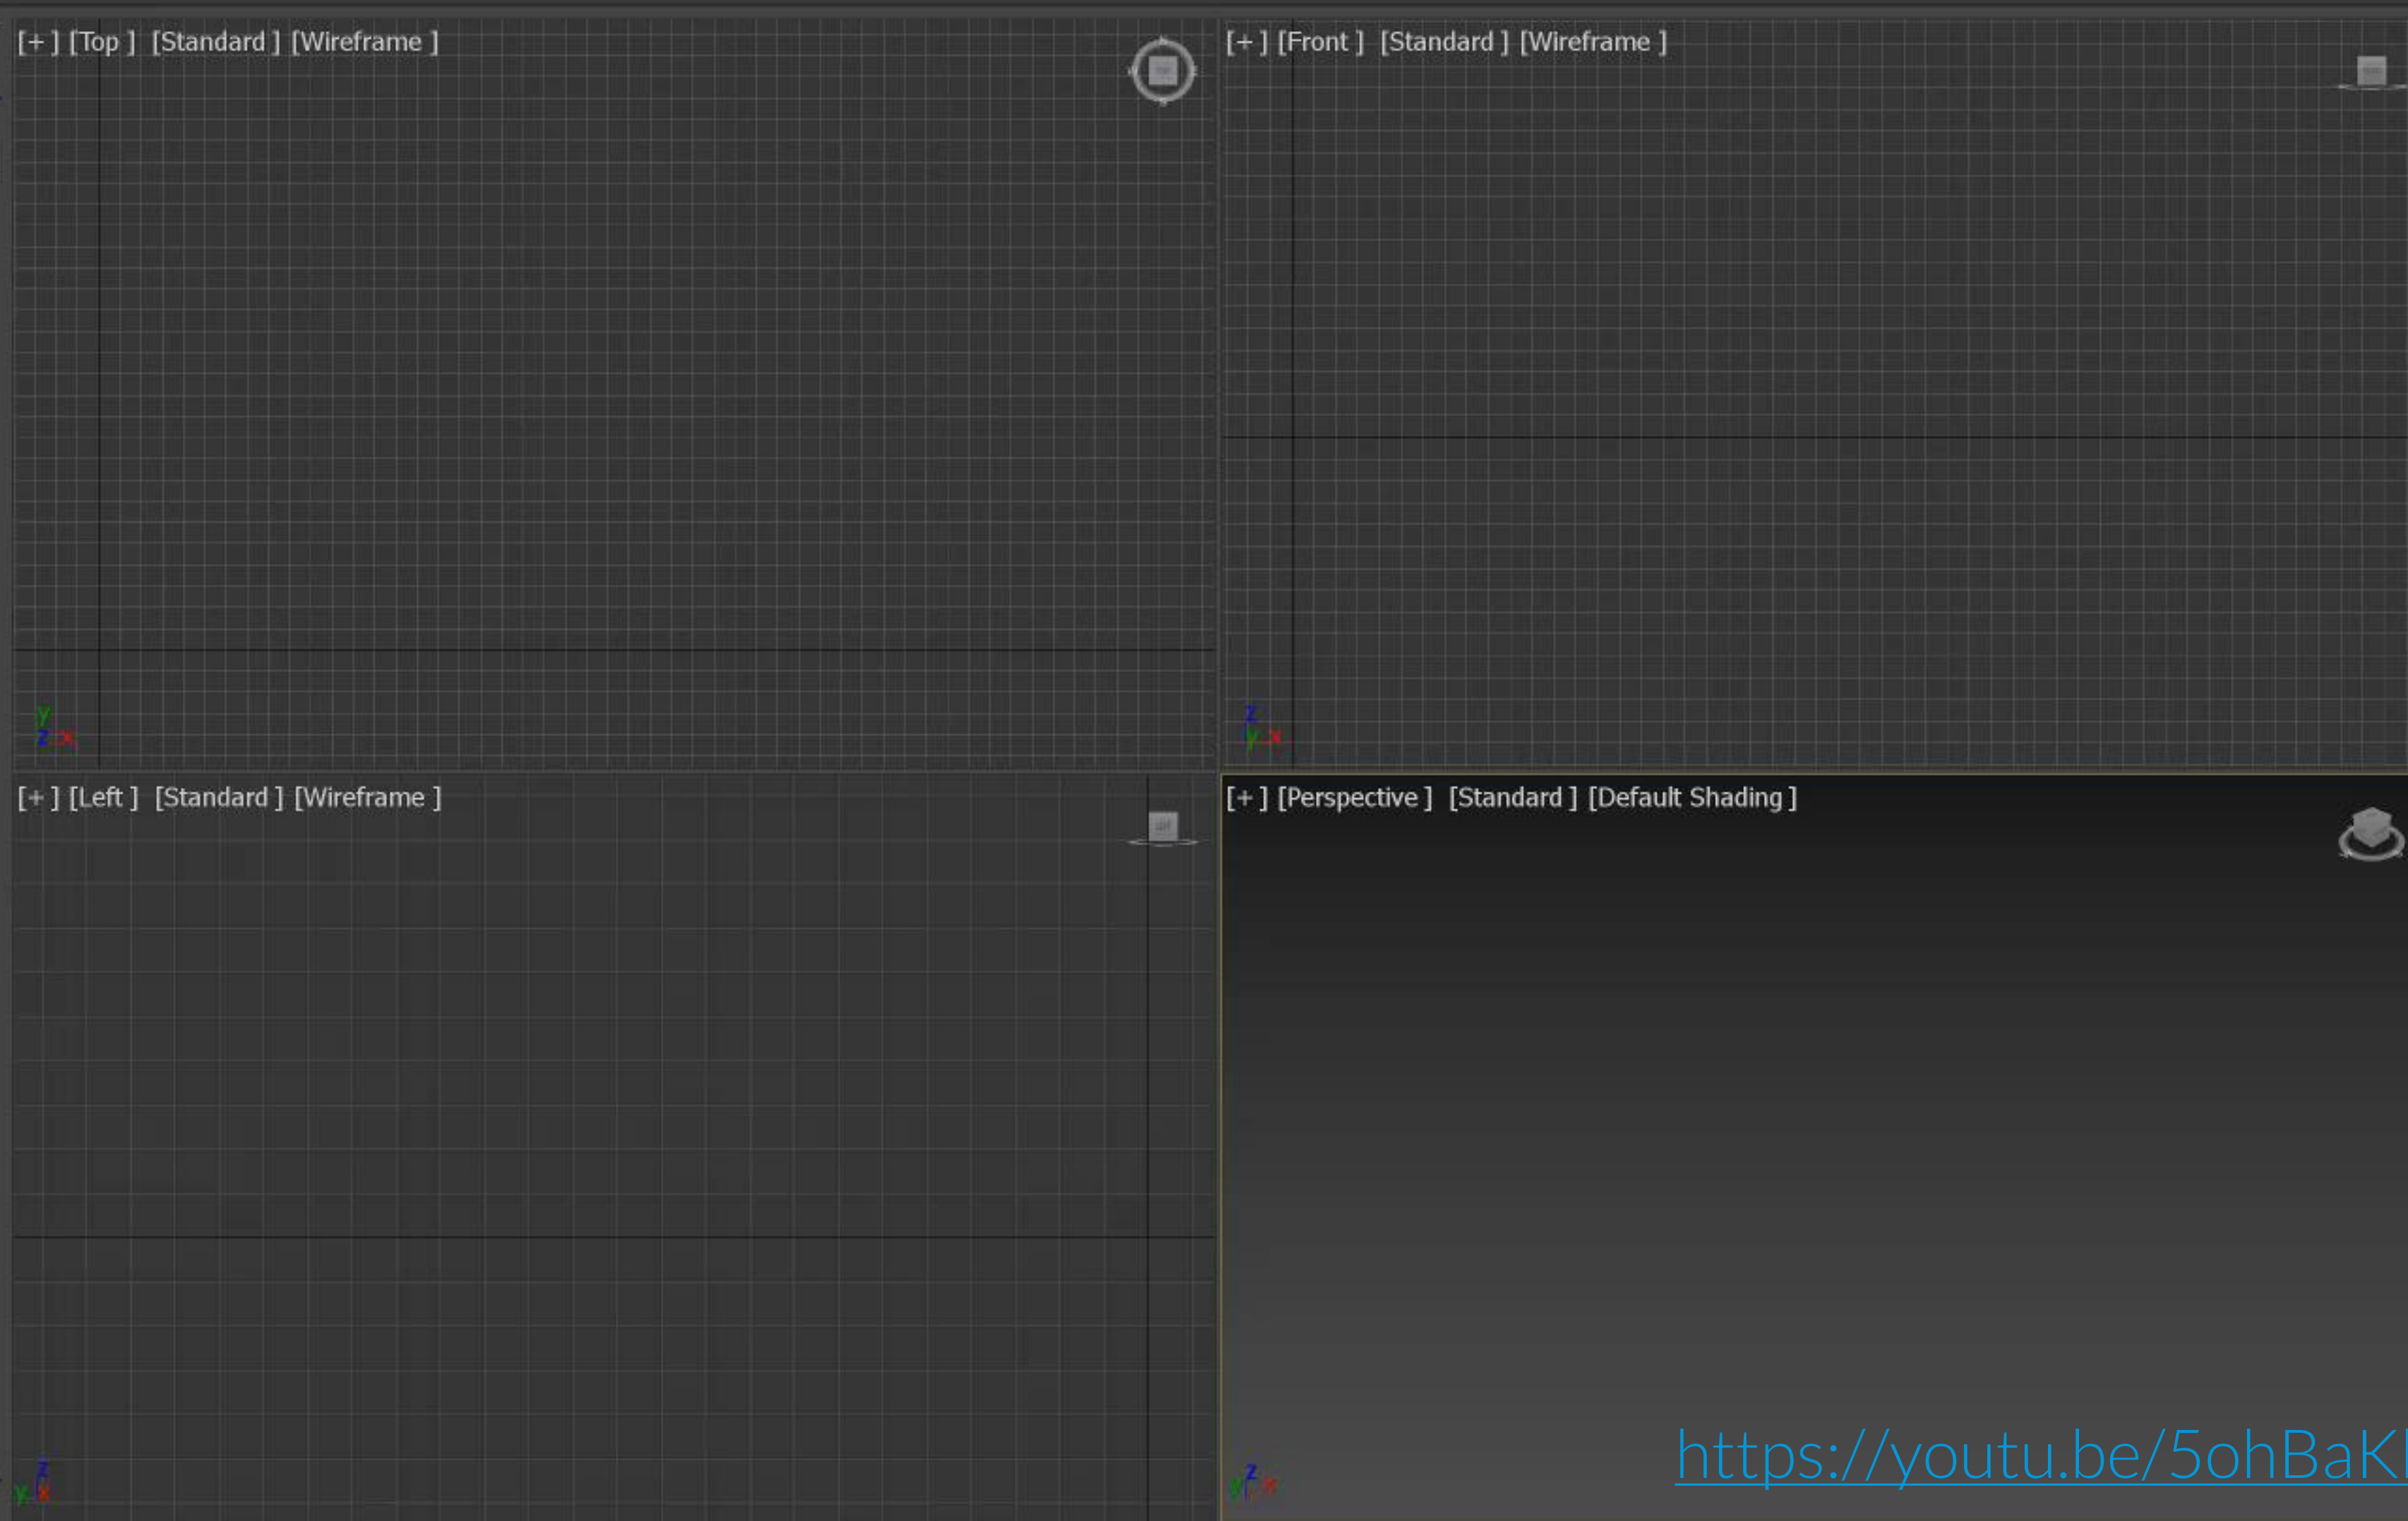 [+] [Top] [Standard] [Wireframe]
[+] [Front] [Standard] [Wireframe]
y
z x
z
y x
[+] [Left] [Standard] [Wireframe]
[+] [Perspective] [Standard] [Default Shading]
z
y x
z
y x
https://youtu.be/5ohBaK